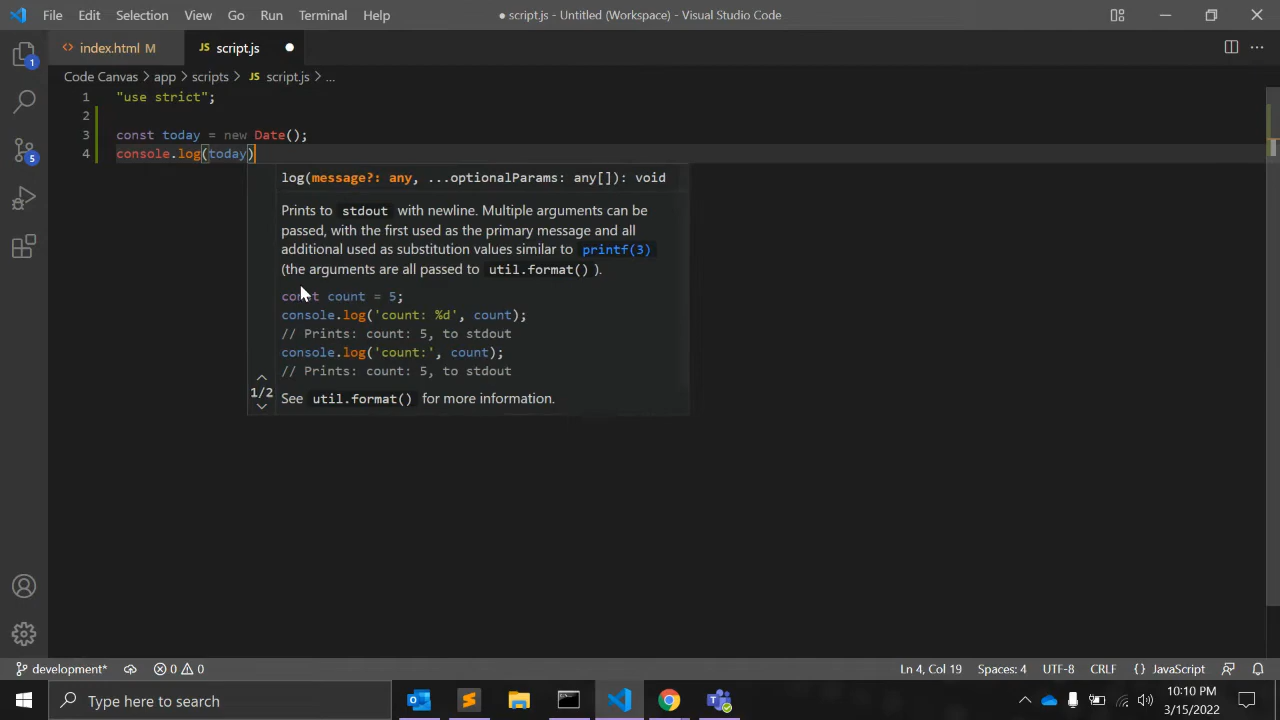 File Edit Selection View Go Run Terminal Help
● script.js - Untitled (Workspace) - Visual Studio Code
index.html M
JS script.js
Code Canvas > app > scripts > JS script.js > ...
1 "use strict";
2
3 const today = new Date();
4 console.log(today)
log(message?: any, ...optionalParams: any[]): void
Prints to stdout with newline. Multiple arguments can be
passed, with the first used as the primary message and all
additional used as substitution values similar to printf(3)
(the arguments are all passed to util.format() ).
const count = 5;
console.log('count: %d', count);
// Prints: count: 5, to stdout
console.log('count:', count);
// Prints: count: 5, to stdout
1/2
See util.format() for more information.
1
5
development*
0 0
Ln 4, Col 19 Spaces: 4 UTF-8 CRLF {} JavaScript
Type here to search
10:10 PM
3/15/2022